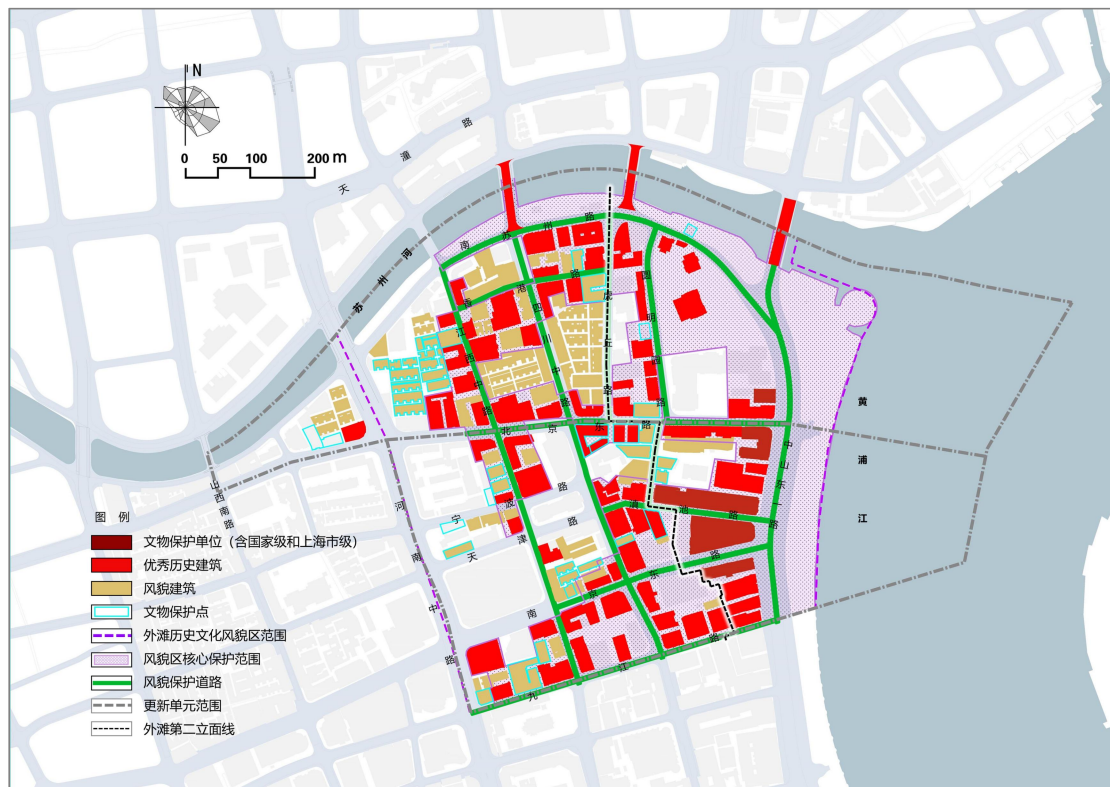 N
0 50 100 200 m
天潼路
苏州河
南苏州路
香港路
江西中路
四川中路
虎丘路
圆明园路
北京东路
黄浦江
中山东一路
山西南路
河南中路
宁波路
天津路
滇池路
南京东路
九江路
图 例
文物保护单位（含国家级和上海市级）
优秀历史建筑
风貌建筑
文物保护点
外滩历史文化风貌区范围
风貌区核心保护范围
风貌保护道路
更新单元范围
外滩第二立面线